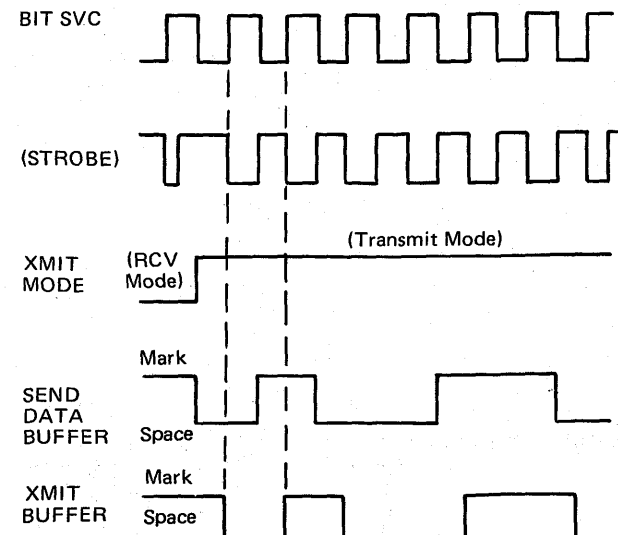 BIT SVC
(STROBE)
(Transmit Mode)
XMIT
MODE
(RCV
Mode)
Mark
SEND
DATA
BUFFER
Space
Mark
XMIT
BUFFER
Space